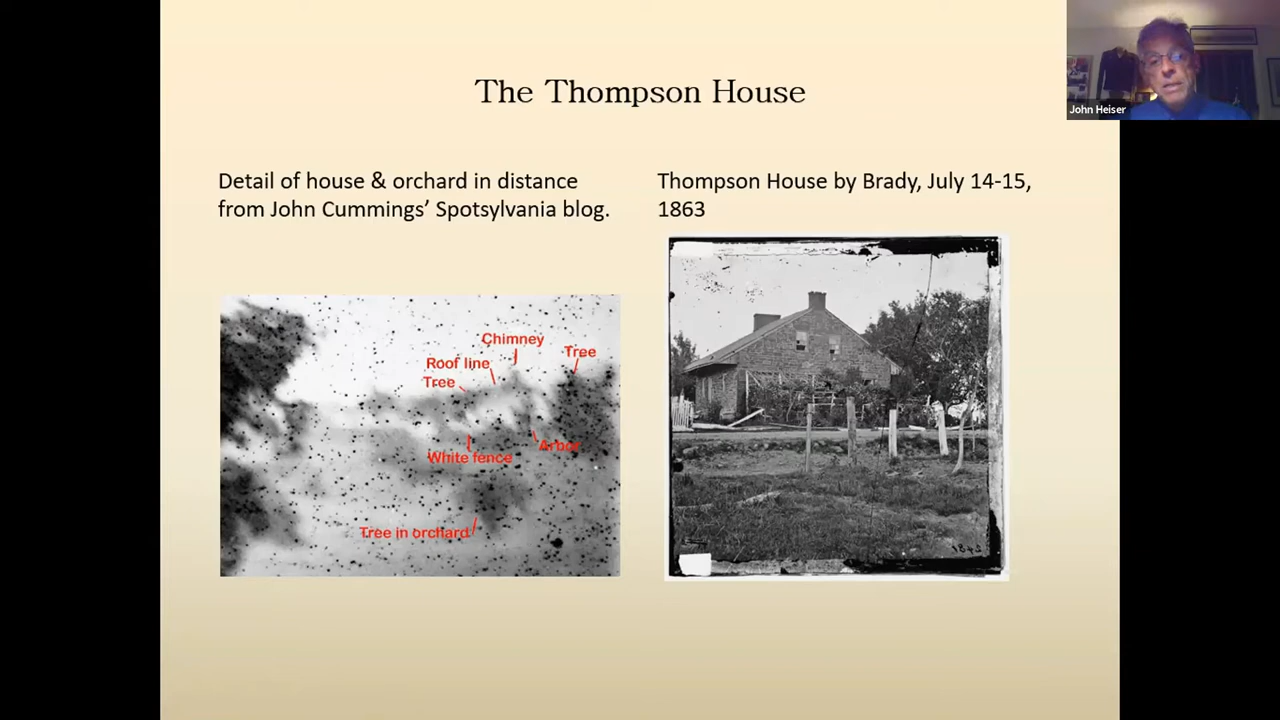 The Thompson House
John Heiser
Detail of house & orchard in distance
from John Cummings’ Spotsylvania blog.
Thompson House by Brady, July 14-15,
1863
Chimney
Tree
Roof line
Tree
Arbor
White fence
Tree in orchard